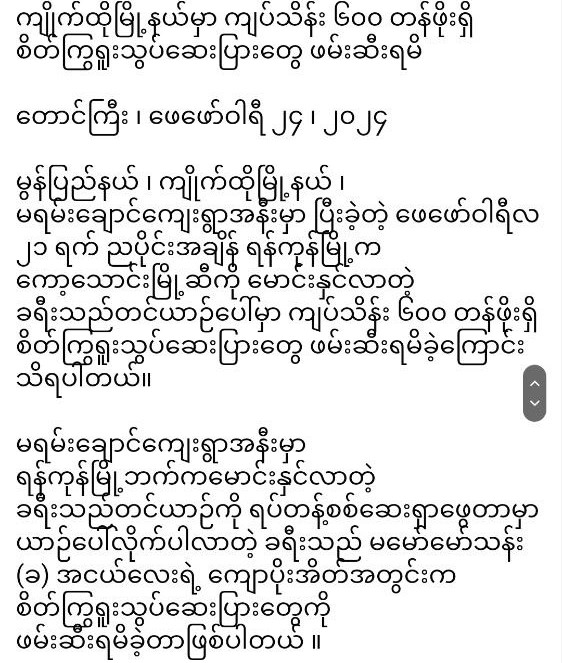 ကျိုက်ထိုမြို့နယ်မှာ ကျပ်သိန်း ၆၀၀ တန်ဖိုးရှိ
စိတ်ကြွရူးသွပ်ဆေးပြားတွေ ဖမ်းဆီးရမိ
တောင်ကြီး ၊ ဖေဖော်ဝါရီ ၂၄ ၊ ၂၀၂၄
မွန်ပြည်နယ် ၊ ကျိုက်ထိုမြို့နယ် ၊
မရမ်းချောင်ကျေးရွာအနီးမှာ ပြီးခဲ့တဲ့ ဖေဖော်ဝါရီလ
၂၁ ရက် ညပိုင်းအချိန် ရန်ကုန်မြို့က
ကော့သောင်းမြို့ဆီကို မောင်းနှင်လာတဲ့
ခရီးသည်တင်ယာဉ်ပေါ်မှာ ကျပ်သိန်း ၆၀၀ တန်ဖိုးရှိ
စိတ်ကြွရူးသွပ်ဆေးပြားတွေ ဖမ်းဆီးရမိခဲ့ကြောင်း
သိရပါတယ်။
မရမ်းချောင်ကျေးရွာအနီးမှာ
ရန်ကုန်မြို့ဘက်ကမောင်းနှင်လာတဲ့
ခရီးသည်တင်ယာဉ်ကို ရပ်တန့်စစ်ဆေးရှာဖွေတာမှာ
ယာဉ်ပေါ်လိုက်ပါလာတဲ့ ခရီးသည် မမော်မော်သန်း
(ခ) အငယ်လေးရဲ့ ကျောပိုးအိတ်အတွင်းက
စိတ်ကြွရူးသွပ်ဆေးပြားတွေကို
ဖမ်းဆီးရမိခဲ့တာဖြစ်ပါတယ် ။